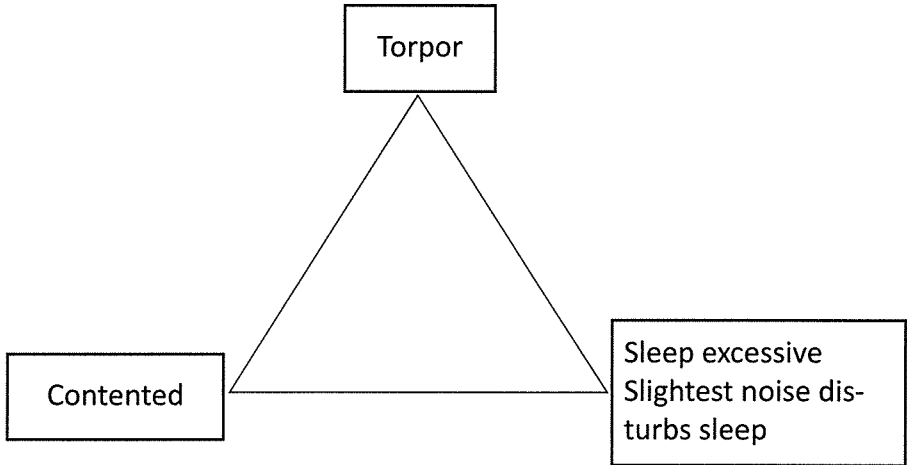 Torpor
Contented
Sleep excessive
Slightest noise dis-
turbs sleep